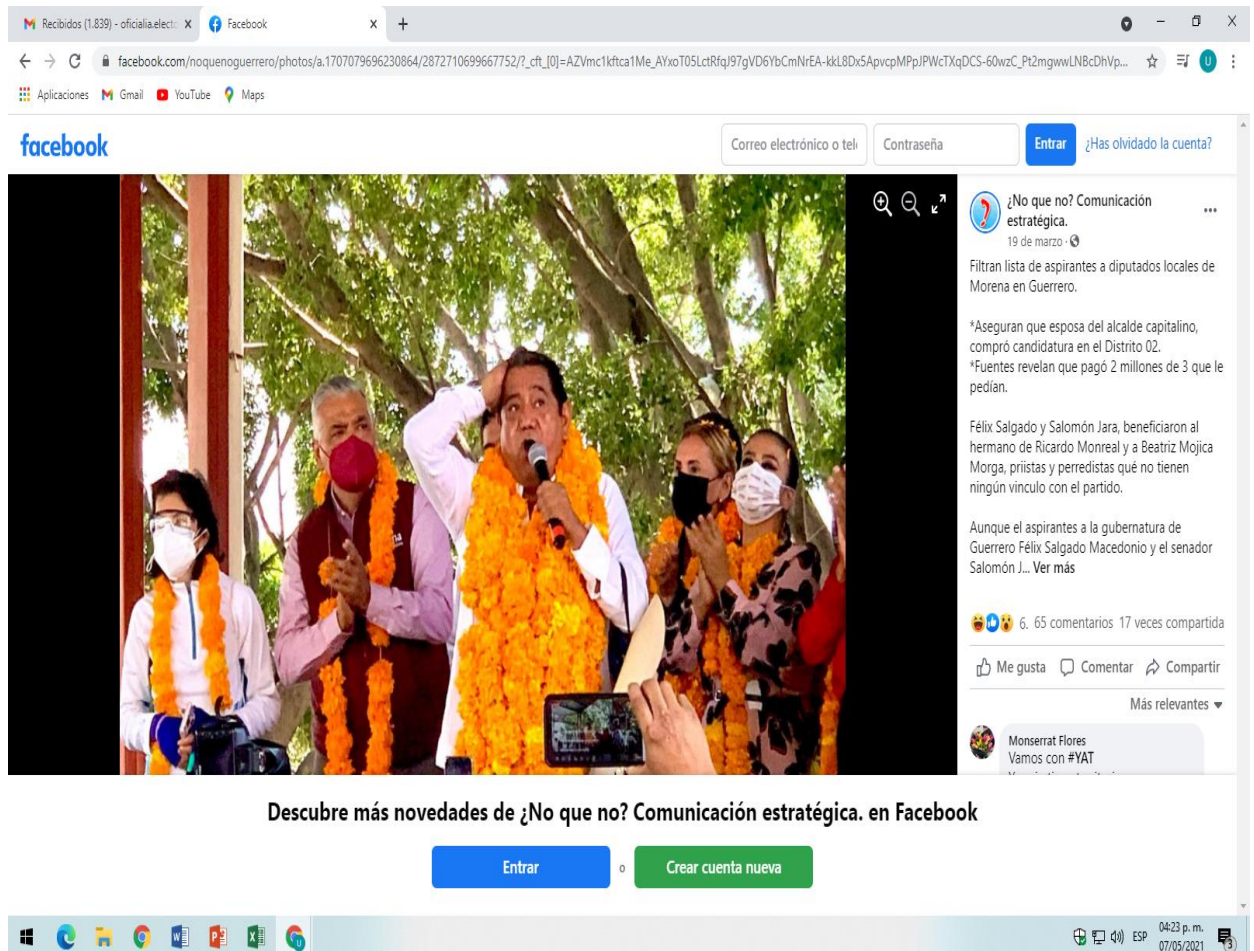 Recibidos (1.839) - oficialia.electo
Facebook
facebook.com/noquenoguerrero/photos/a.1707079696230864/2872710699667752/?_cft_[0]=AZVmc1kftca1Me_AYxoT05LctRfqJ97gVD6YbCmNrEA-kkL8Dx5ApvcpMPpJPWcTXqDCS-60wzC_Pt2mgwwLNBcDhVp...
Aplicaciones Gmail YouTube Maps
facebook
Correo electrónico o tel
Contraseña
Entrar
¿Has olvidado la cuenta?
¿No que no? Comunicación
estratégica.
19 de marzo ·
Filtran lista de aspirantes a diputados locales de
Morena en Guerrero.
*Aseguran que esposa del alcalde capitalino,
compró candidatura en el Distrito 02.
*Fuentes revelan que pagó 2 millones de 3 que le
pedían.
Félix Salgado y Salomón Jara, beneficiaron al
hermano de Ricardo Monreal y a Beatriz Mojica
Morga, priistas y perredistas qué no tienen
ningún vinculo con el partido.
Aunque el aspirantes a la gubernatura de
Guerrero Félix Salgado Macedonio y el senador
Salomón J... Ver más
6. 65 comentarios 17 veces compartida
Me gusta Comentar Compartir
Más relevantes
Monserrat Flores
Vamos con #YAT
Descubre más novedades de ¿No que no? Comunicación estratégica. en Facebook
Entrar
o
Crear cuenta nueva
ESP
04:23 p. m.
07/05/2021
3